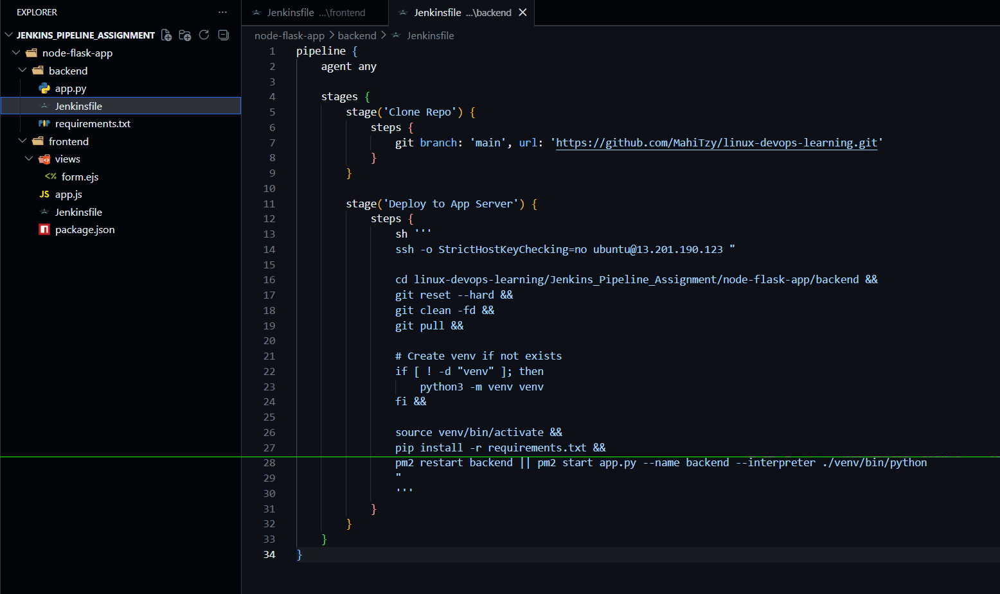 EXPLORER
JENKINS_PIPELINE_ASSIGNMENT
node-flask-app
backend
app.py
Jenkinsfile
requirements.txt
frontend
views
<% form.ejs
JS app.js
Jenkinsfile
package.json
Jenkinsfile ...\frontend
Jenkinsfile ...\backend
node-flask-app > backend > Jenkinsfile
1 pipeline {
2     agent any
3
4     stages {
5         stage('Clone Repo') {
6             steps {
7                 git branch: 'main', url: 'https://github.com/MahiTzy/linux-devops-learning.git'
8             }
9         }
10
11         stage('Deploy to App Server') {
12             steps {
13                 sh '''
14                 ssh -o StrictHostKeyChecking=no ubuntu@13.201.190.123 "
15
16                 cd linux-devops-learning/Jenkins_Pipeline_Assignment/node-flask-app/backend &&
17                 git reset --hard &&
18                 git clean -fd &&
19                 git pull &&
20
21                 # Create venv if not exists
22                 if [ ! -d "venv" ]; then
23                     python3 -m venv venv
24                 fi &&
25
26                 source venv/bin/activate &&
27                 pip install -r requirements.txt &&
28                 pm2 restart backend || pm2 start app.py --name backend --interpreter ./venv/bin/python
29                 "
30                 '''
31             }
32         }
33     }
34 }